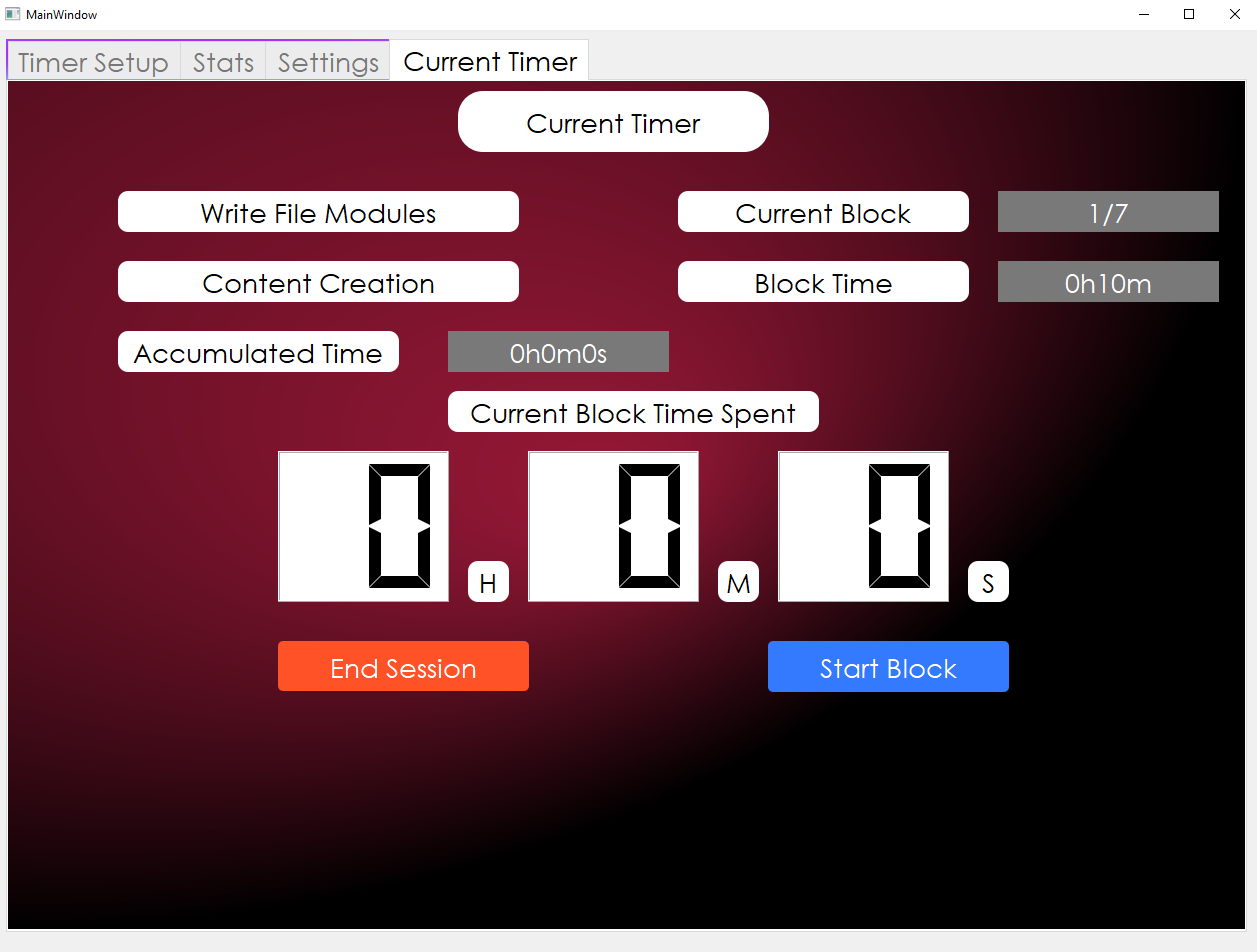 MainWindow
Timer Setup Stats Settings Current Timer
Current Timer
Write File Modules Current Block 1/7
Content Creation Block Time 0h10m
Accumulated Time 0h0m0s
Current Block Time Spent
0 H 0 M 0 S
End Session Start Block